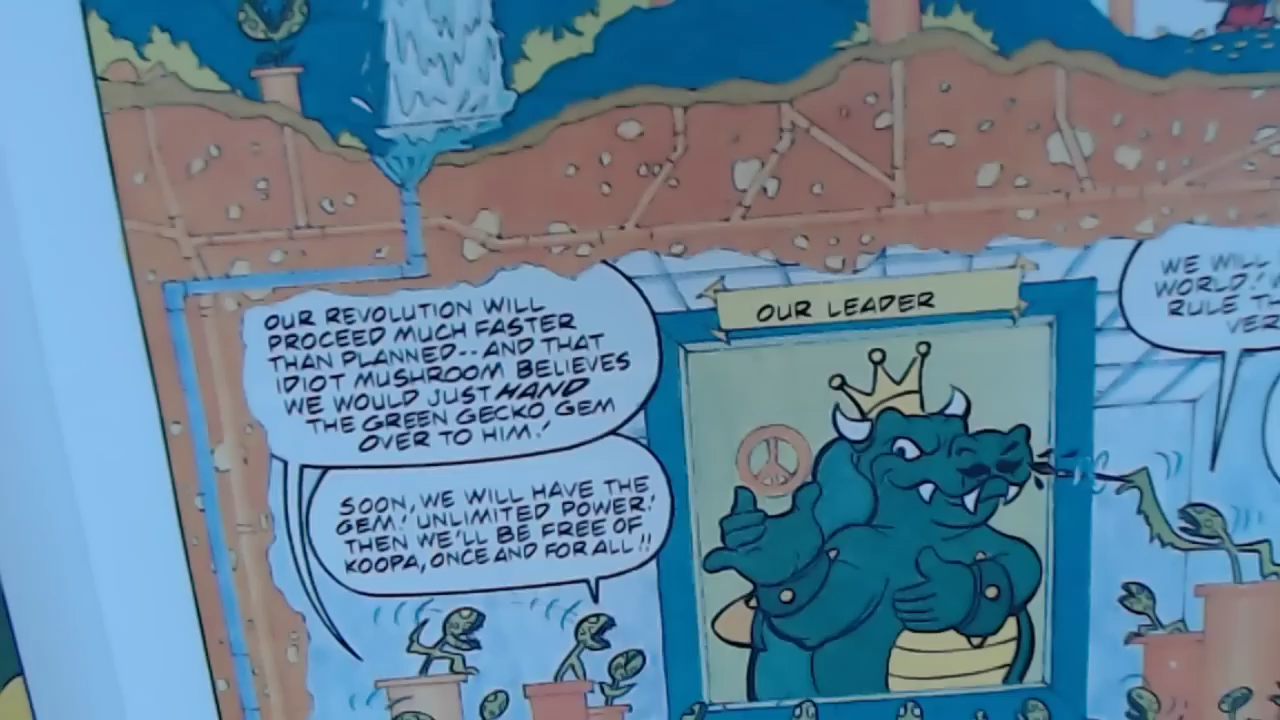 OUR REVOLUTION WILL
PROCEED MUCH FASTER
THAN PLANNED--AND THAT
IDIOT MUSHROOM BELIEVES
WE WOULD JUST HAND
THE GREEN GECKO GEM
OVER TO HIM!
SOON, WE WILL HAVE THE
GEM! UNLIMITED POWER!
THEN WE'LL BE FREE OF
KOOPA, ONCE AND FOR ALL!!
OUR LEADER
WE WILL
WORLD!
RULE